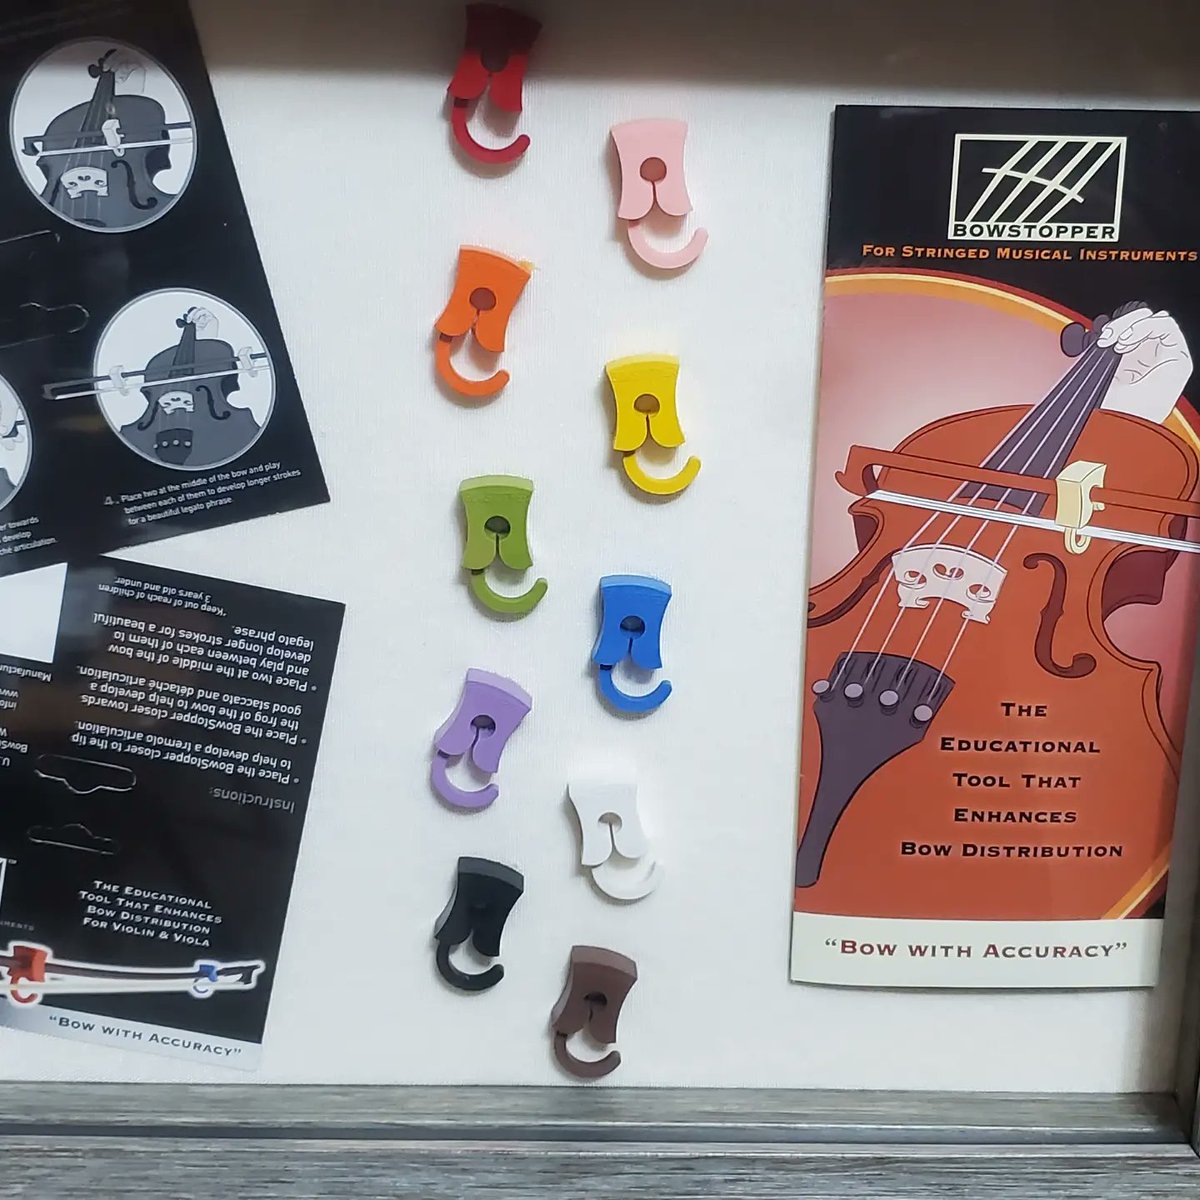 4. Place two at the middle of the bow and play
between each of them to develop longer strokes
for a beautiful legato phrase.
towards
develop
articulation.
BOWSTOPPER
FOR STRINGED MUSICAL INSTRUMENTS
THE
EDUCATIONAL
TOOL THAT
ENHANCES
BOW DISTRIBUTION
“BOW WITH ACCURACY”
Instructions:
• Place the BowStopper closer to the tip
to help develop a tremolo articulation.
• Place the BowStopper closer towards
the frog of the bow to help develop a
good staccato and detaché articulation.
• Place two at the middle of the bow
and play between each of them to
develop longer strokes for a beautiful
legato phrase.
*Keep out of reach of children
3 years old and under
THE EDUCATIONAL
TOOL THAT ENHANCES
BOW DISTRIBUTION
FOR VIOLIN & VIOLA
“BOW WITH ACCURACY”